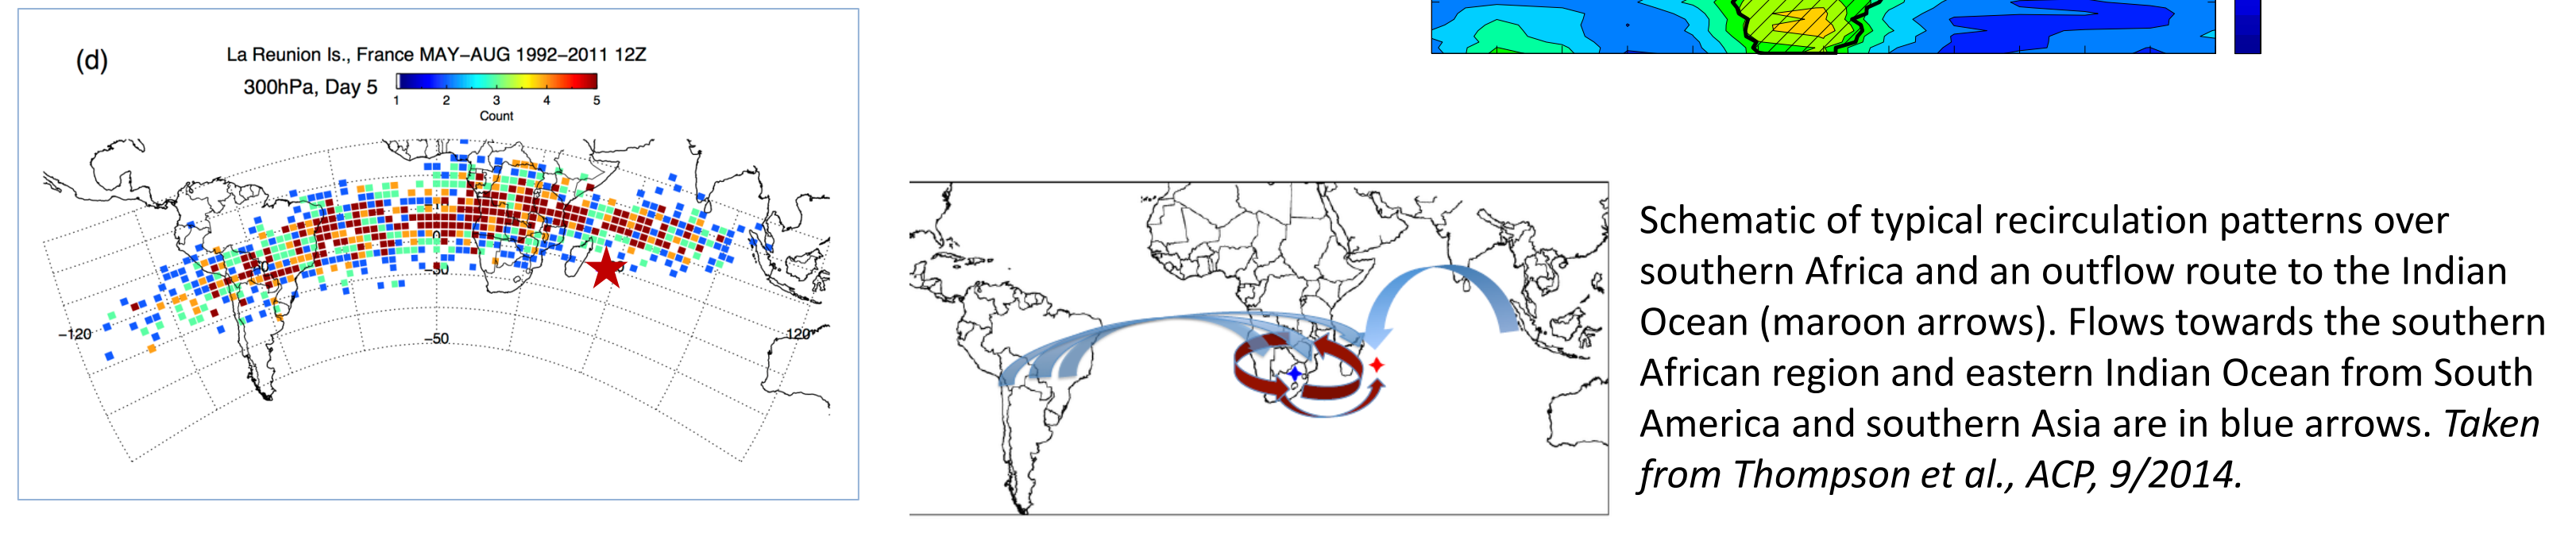 (d)
La Reunion Is., France MAY–AUG 1992–2011 12Z
300hPa, Day 5
1 2 3 4 5
Count
0
−50
−120
120
−50
Schematic of typical recirculation patterns over
southern Africa and an outflow route to the Indian
Ocean (maroon arrows). Flows towards the southern
African region and eastern Indian Ocean from South
America and southern Asia are in blue arrows. Taken
from Thompson et al., ACP, 9/2014.